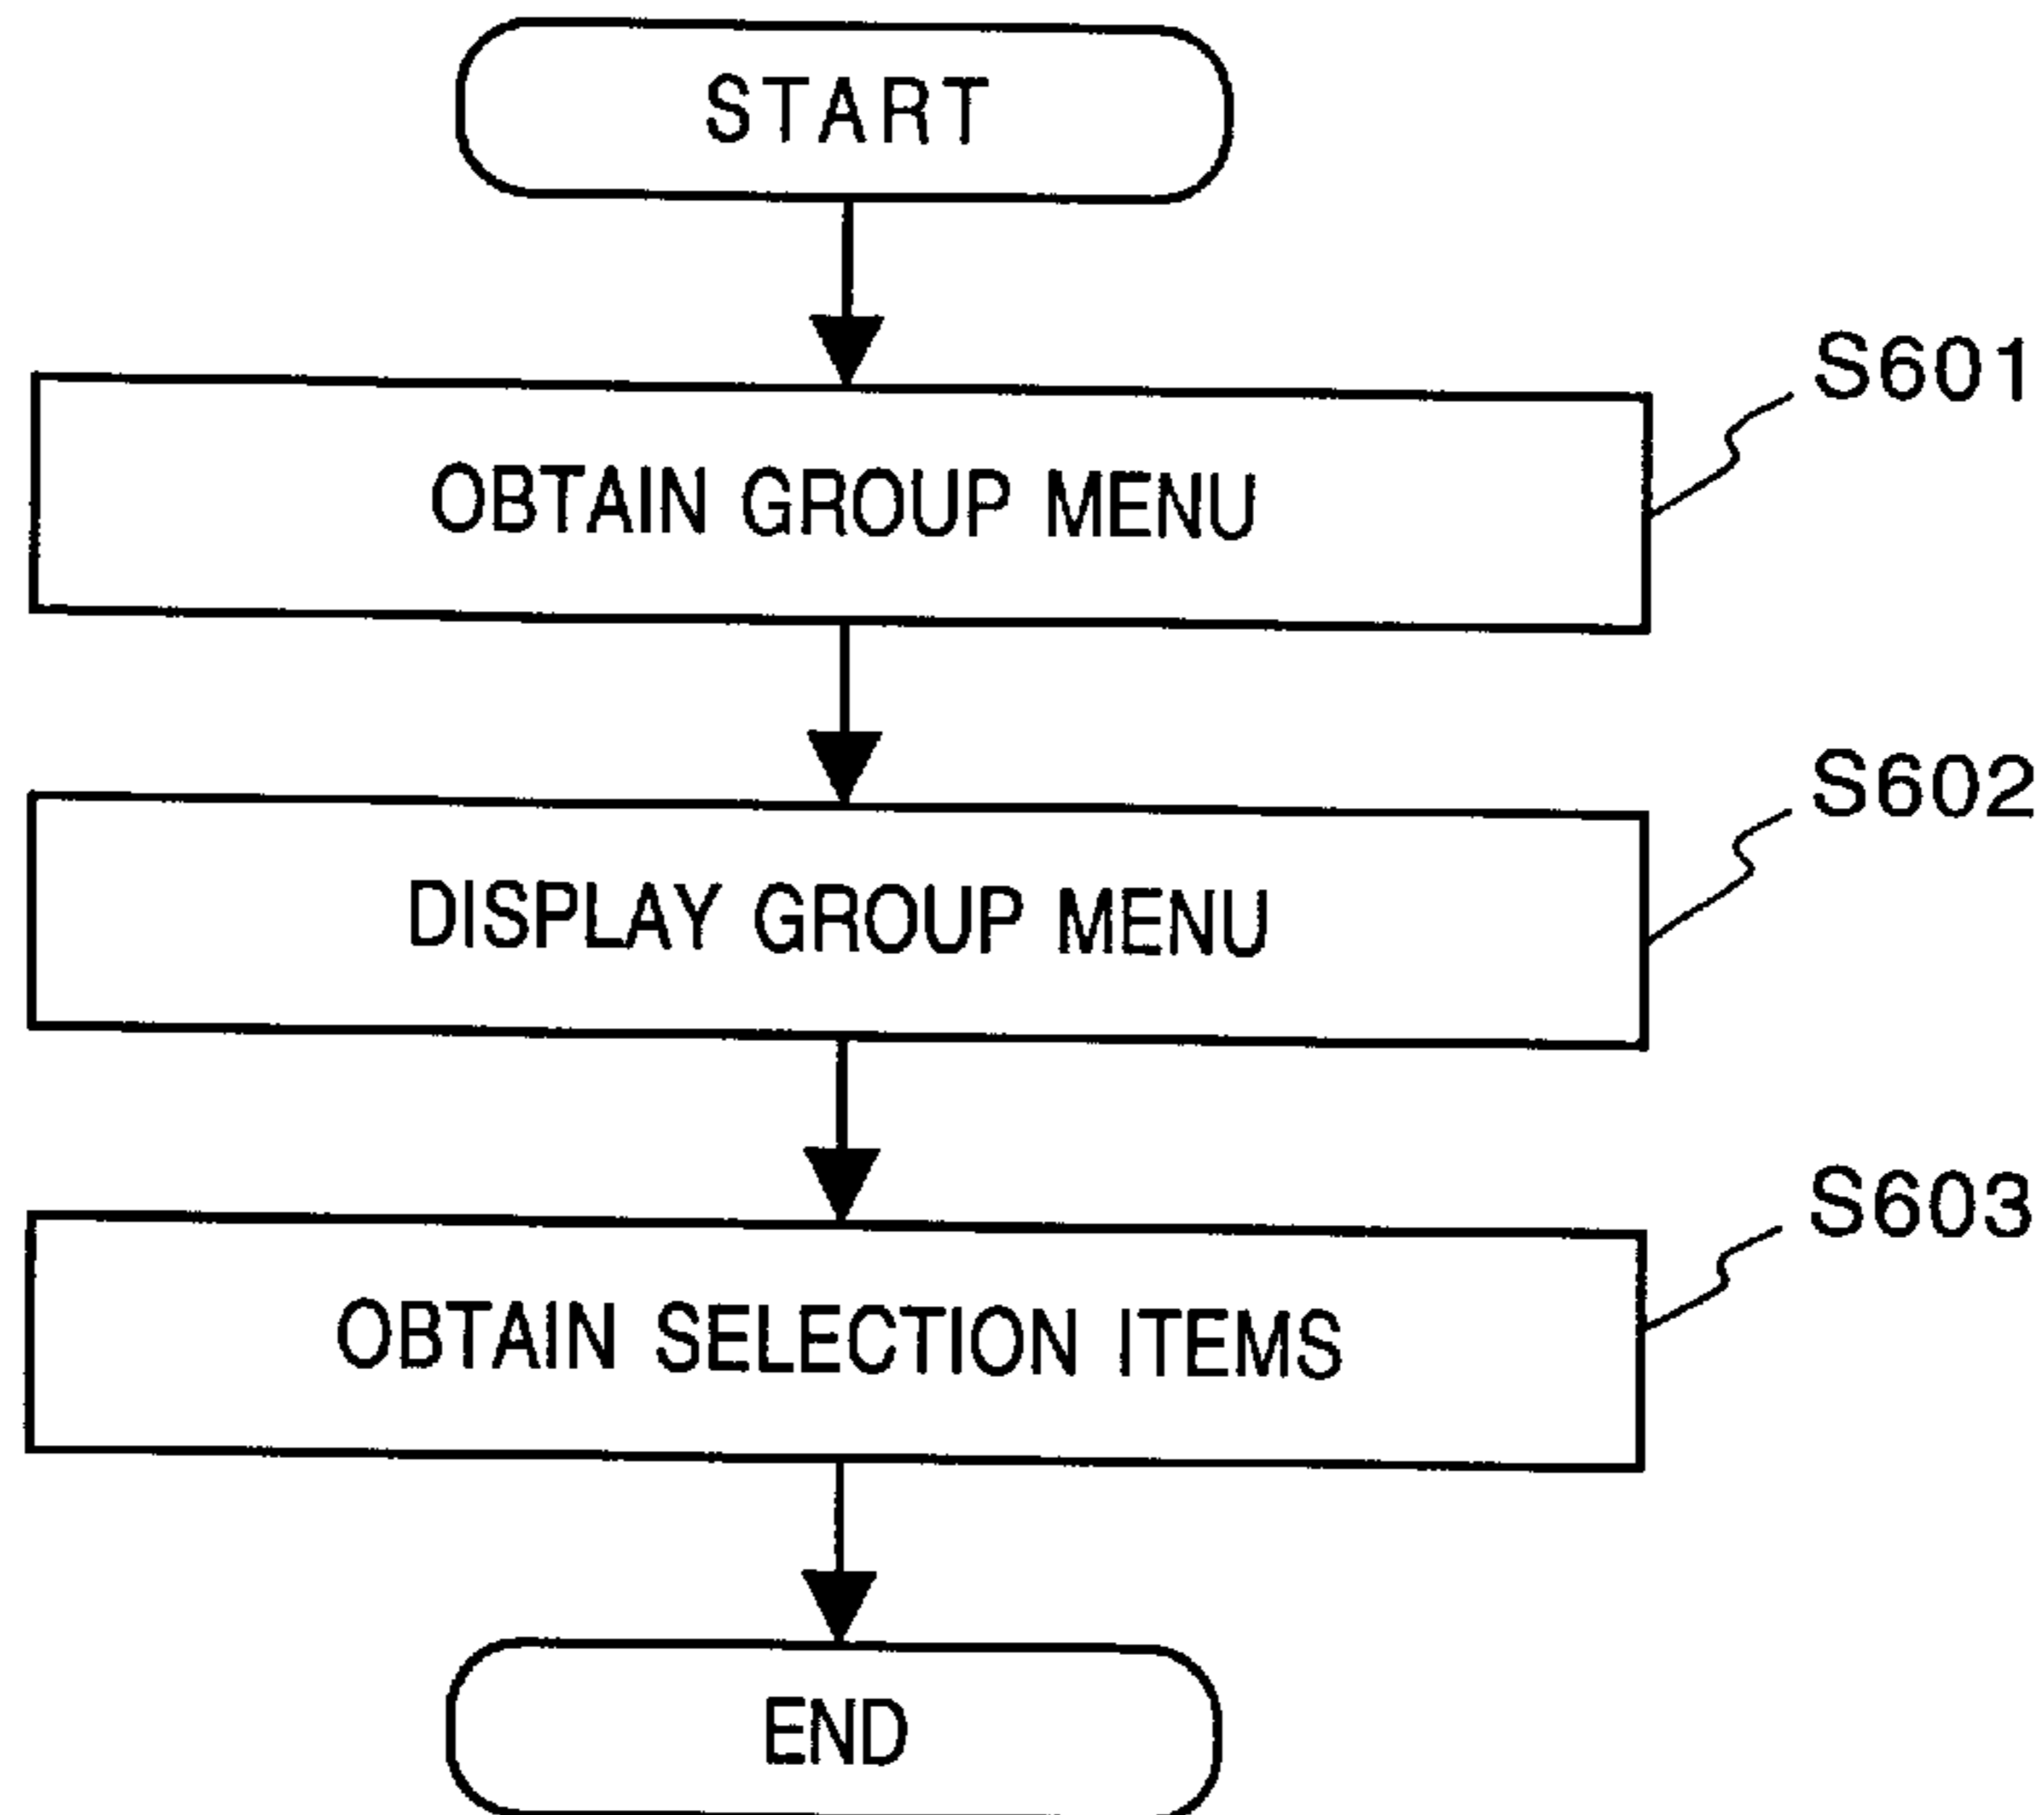 START
S601
OBTAIN GROUP MENU
S602
DISPLAY GROUP MENU
S603
OBTAIN SELECTION ITEMS
END